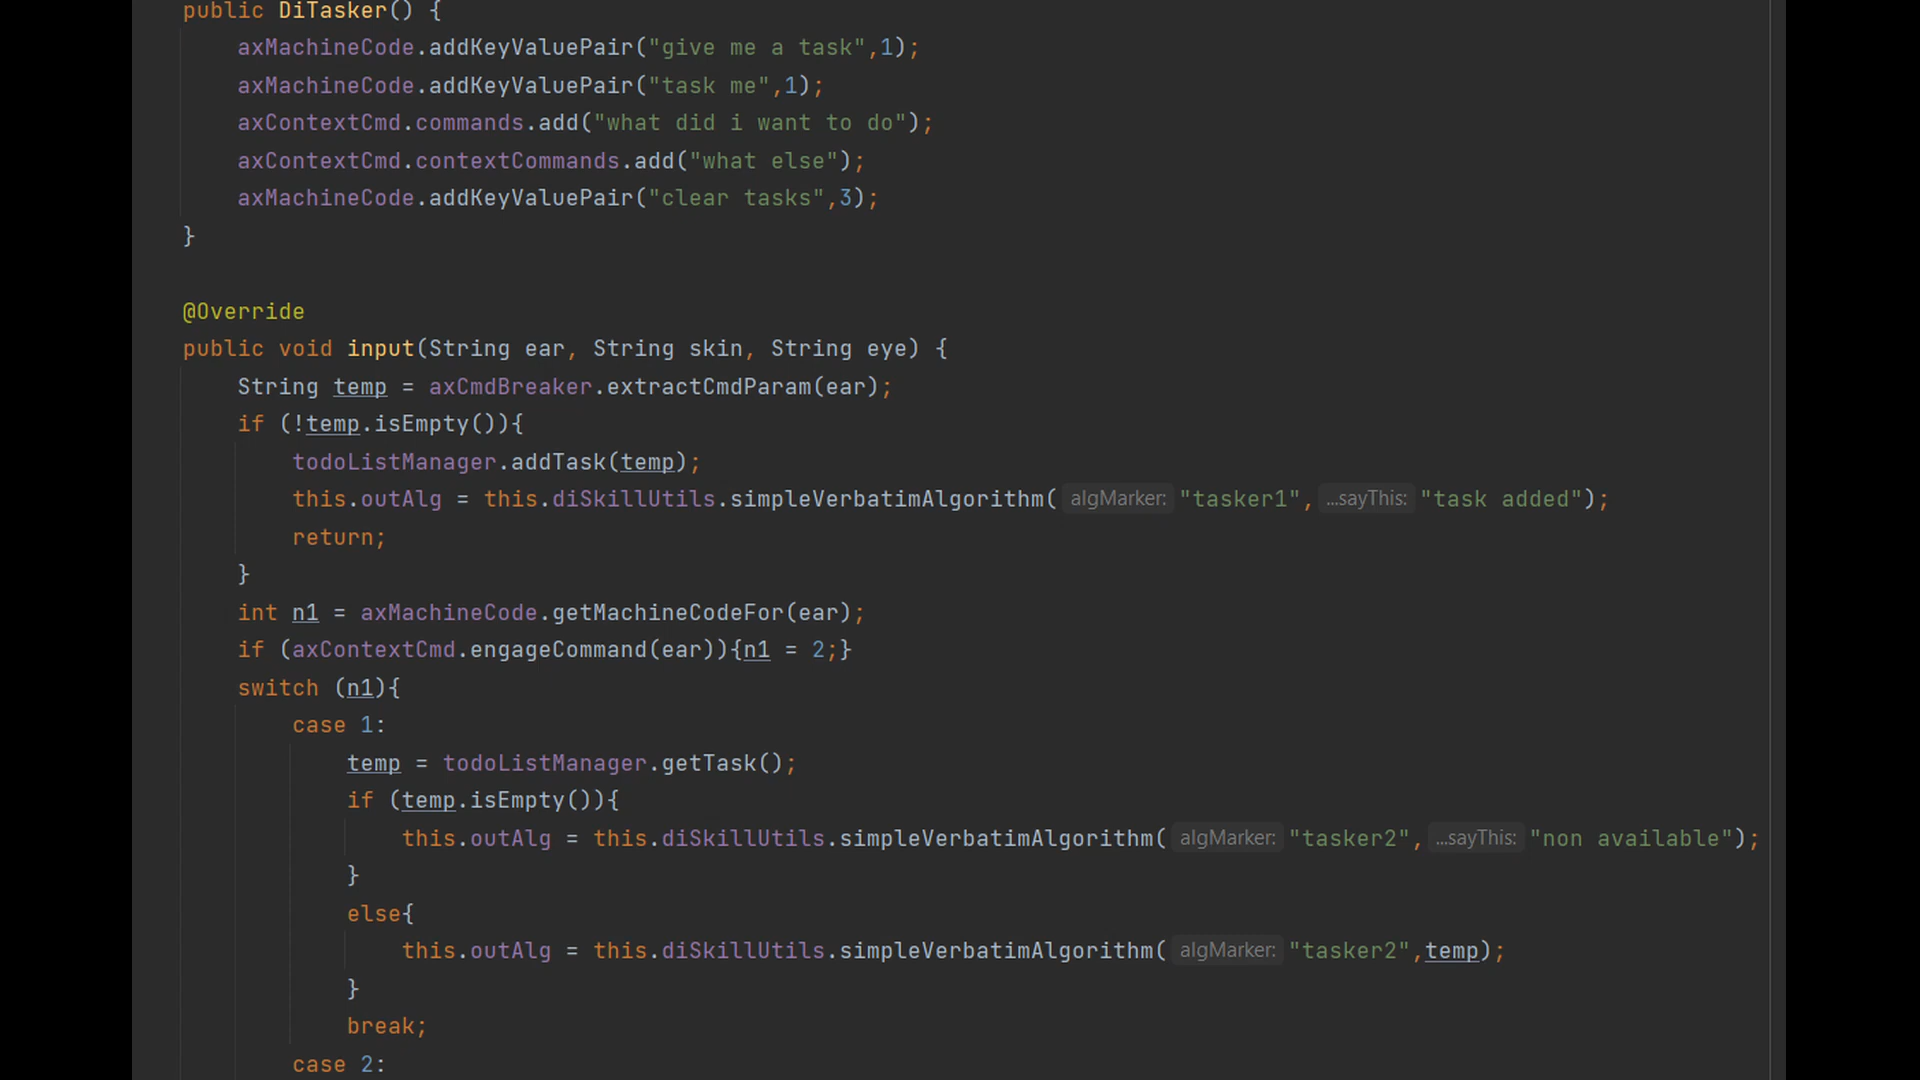 public DiTasker() {
axMachineCode.addKeyValuePair("give me a task",1);
axMachineCode.addKeyValuePair("task me",1);
axContextCmd.commands.add("what did i want to do");
axContextCmd.contextCommands.add("what else");
axMachineCode.addKeyValuePair("clear tasks",3);
}
@Override
public void input(String ear, String skin, String eye) {
String temp = axCmdBreaker.extractCmdParam(ear);
if (!temp.isEmpty()){
todoListManager.addTask(temp);
this.outAlg = this.diSkillUtils.simpleVerbatimAlgorithm( algMarker: "tasker1", ...sayThis: "task added");
return;
}
int n1 = axMachineCode.getMachineCodeFor(ear);
if (axContextCmd.engageCommand(ear)){n1 = 2;}
switch (n1){
case 1:
temp = todoListManager.getTask();
if (temp.isEmpty()){
this.outAlg = this.diSkillUtils.simpleVerbatimAlgorithm( algMarker: "tasker2", ...sayThis: "non available");
}
else{
this.outAlg = this.diSkillUtils.simpleVerbatimAlgorithm( algMarker: "tasker2",temp);
}
break;
case 2: